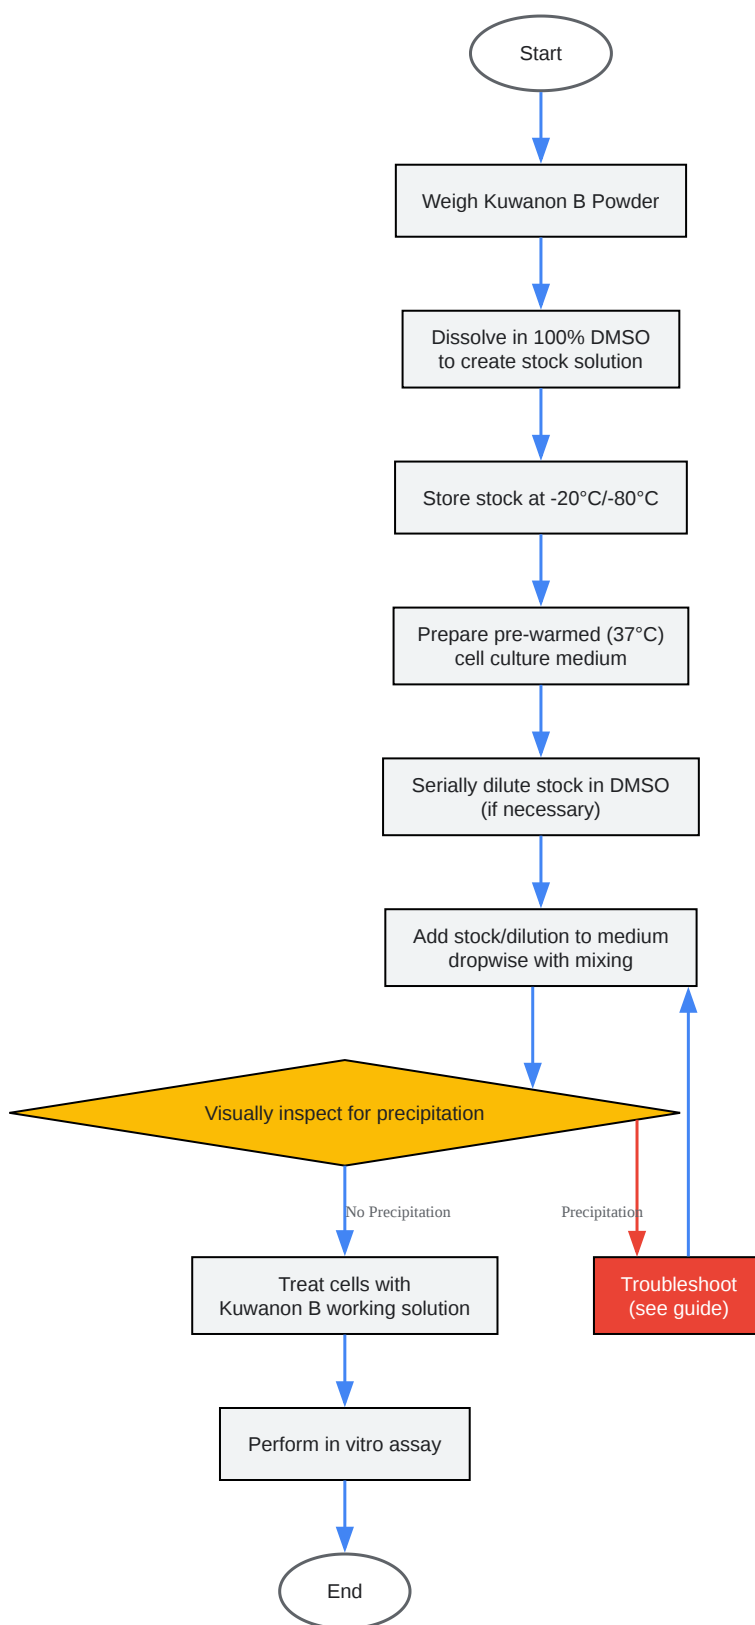 Start
Weigh Kuwanon B Powder
Dissolve in 100% DMSO
to create stock solution
Store stock at -20°C/-80°C
Prepare pre-warmed (37°C)
cell culture medium
Serially dilute stock in DMSO
(if necessary)
Add stock/dilution to medium
dropwise with mixing
Visually inspect for precipitation
No Precipitation
Precipitation
Treat cells with
Kuwanon B working solution
Troubleshoot
(see guide)
Perform in vitro assay
End